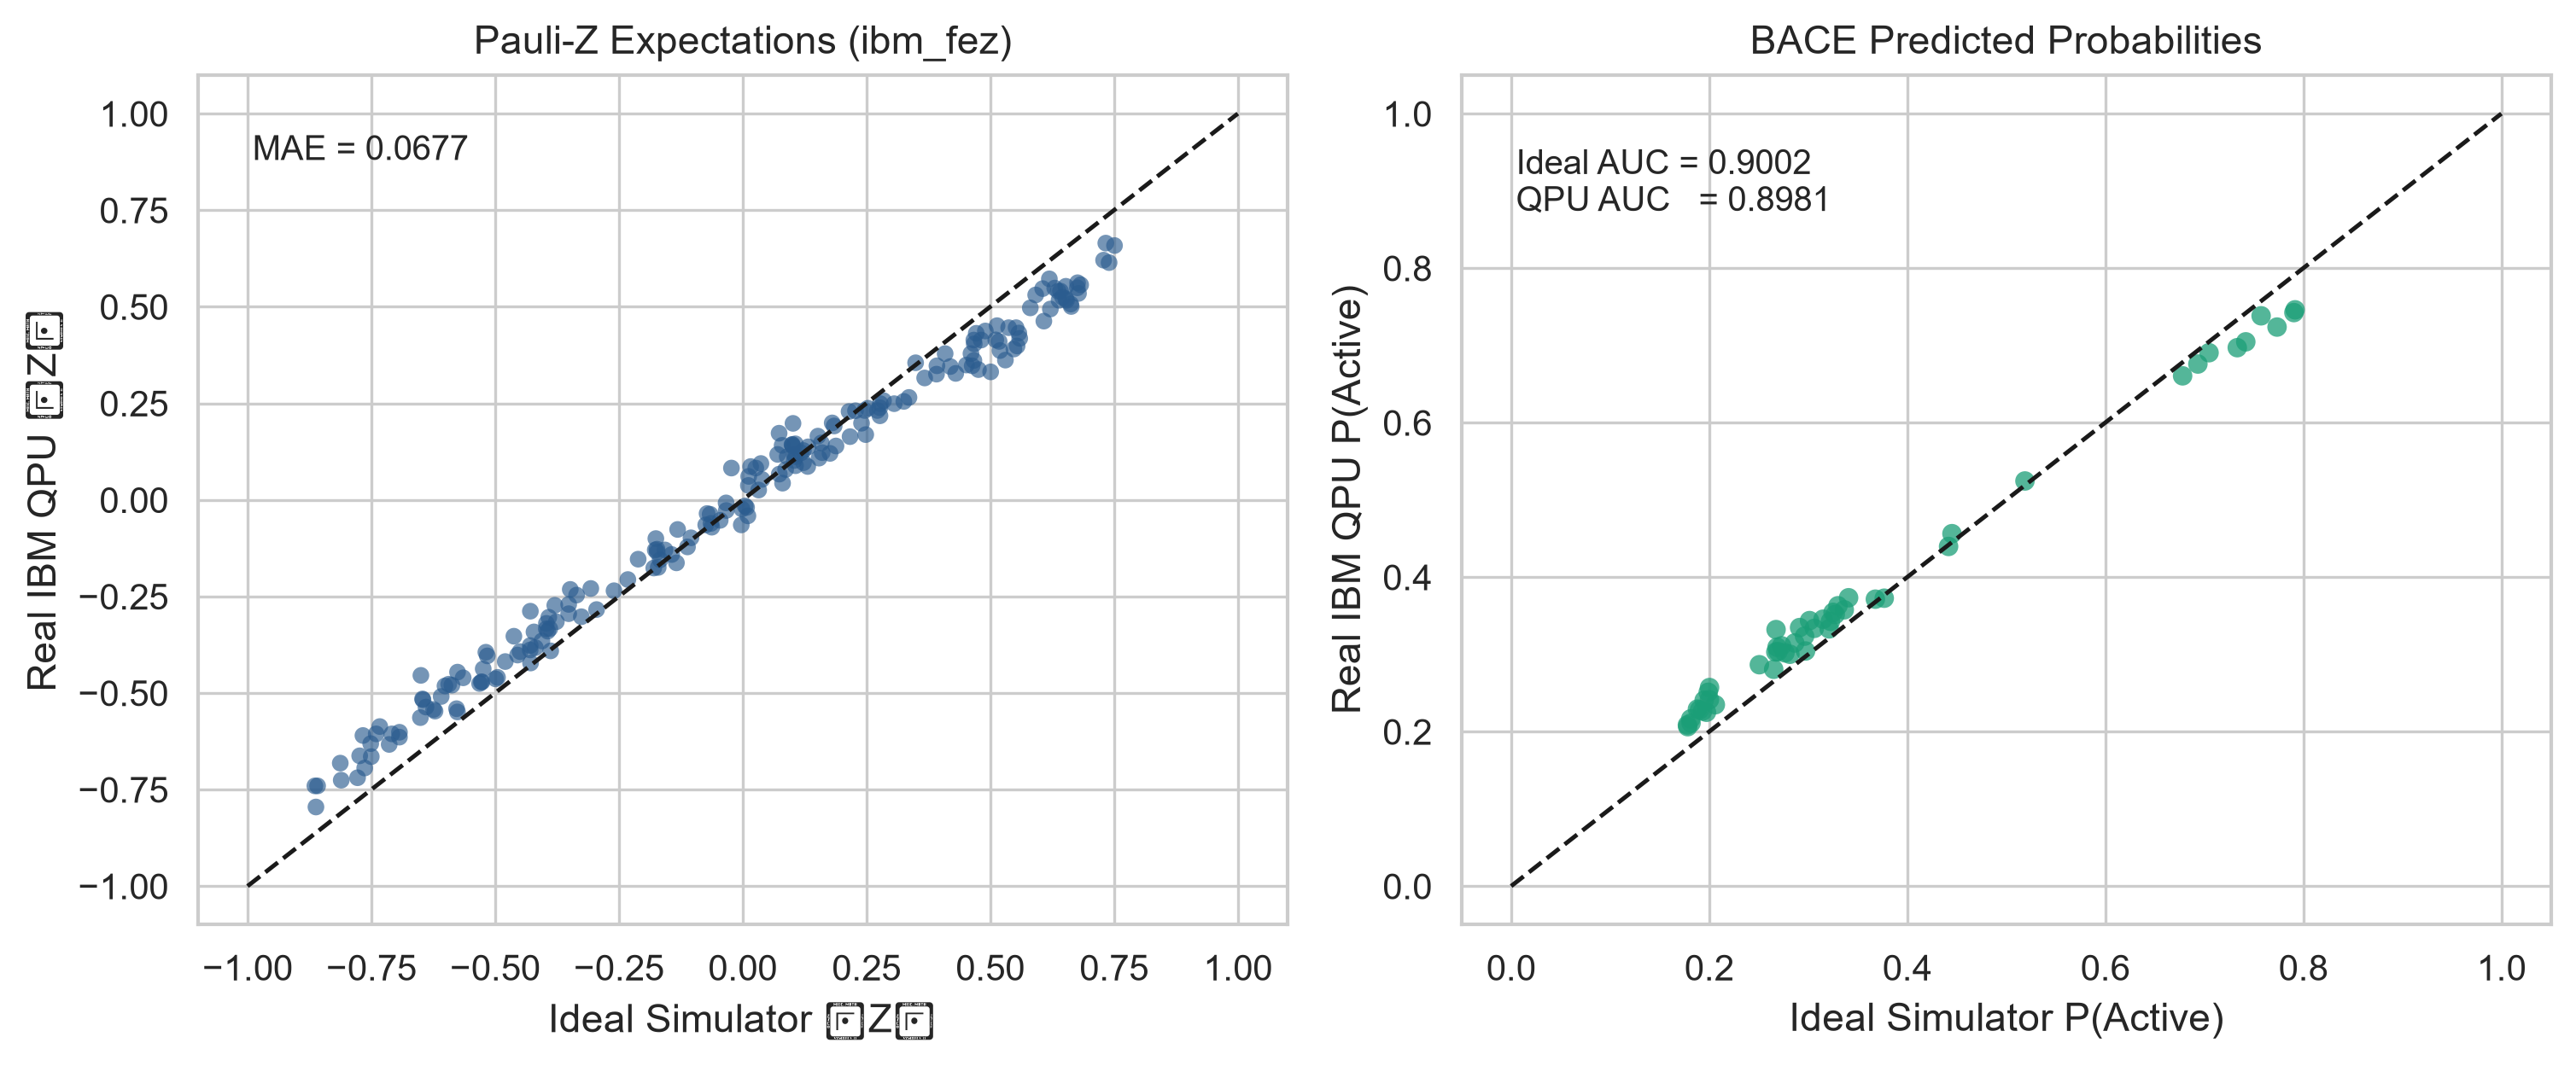 Pauli-Z Expectations (ibm_fez)
MAE = 0.0677
1.00
0.75
0.50
0.25
0.00
−0.25
−0.50
−0.75
−1.00
Real IBM QPU Z
−1.00 −0.75 −0.50 −0.25 0.00 0.25 0.50 0.75 1.00
Ideal Simulator Z
BACE Predicted Probabilities
Ideal AUC = 0.9002
QPU AUC = 0.8981
1.0
0.8
0.6
0.4
0.2
0.0
Real IBM QPU P(Active)
0.0 0.2 0.4 0.6 0.8 1.0
Ideal Simulator P(Active)